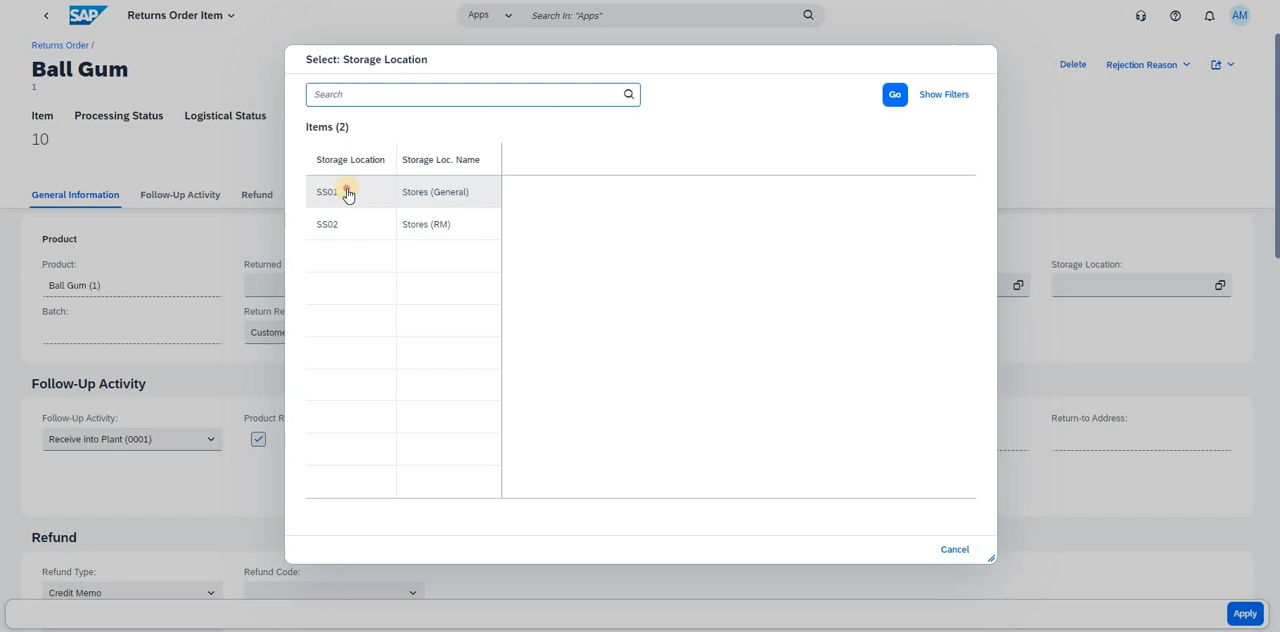 SAP
Returns Order Item
Apps
Search In: "Apps"
AM
Returns Order /
Ball Gum
1
Delete
Rejection Reason
Item
Processing Status
Logistical Status
10
General Information
Follow-Up Activity
Refund
Select: Storage Location
Search
Go
Show Filters
Items (2)
Storage Location
Storage Loc. Name
SS01
Stores (General)
SS02
Stores (RM)
Cancel
Product
Product:
Returned
Storage Location:
Ball Gum (1)
Batch:
Return Re
Custome
Follow-Up Activity
Follow-Up Activity:
Product R
Return-to Address:
Receive into Plant (0001)
Refund
Refund Type:
Refund Code:
Credit Memo
Apply